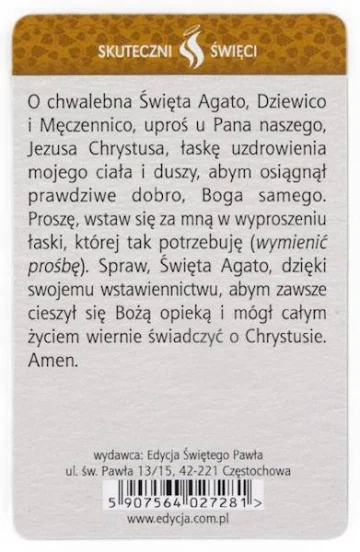 SKUTECZNI ŚWIĘCI
O chwalebna Święta Agato, Dziewico
i Męczennico, uproś u Pana naszego,
Jezusa Chrystusa, łaskę uzdrowienia
mojego ciała i duszy, abym osiągnął
prawdziwe dobro, Boga samego.
Proszę, wstaw się za mną w wyproszeniu
łaski, której tak potrzebuję (wymienić
prośbę). Spraw, Święta Agato, dzięki
swojemu wstawiennictwu, abym zawsze
cieszył się Bożą opieką i mógł całym
życiem wiernie świadczyć o Chrystusie.
Amen.
wydawca: Edycja Świętego Pawła
ul. św. Pawła 13/15, 42-221 Częstochowa
5 907564 027281 >
www.edycja.com.pl